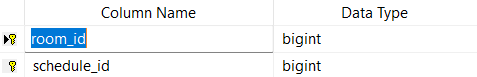 Column Name Data Type
room_id bigint
schedule_id bigint